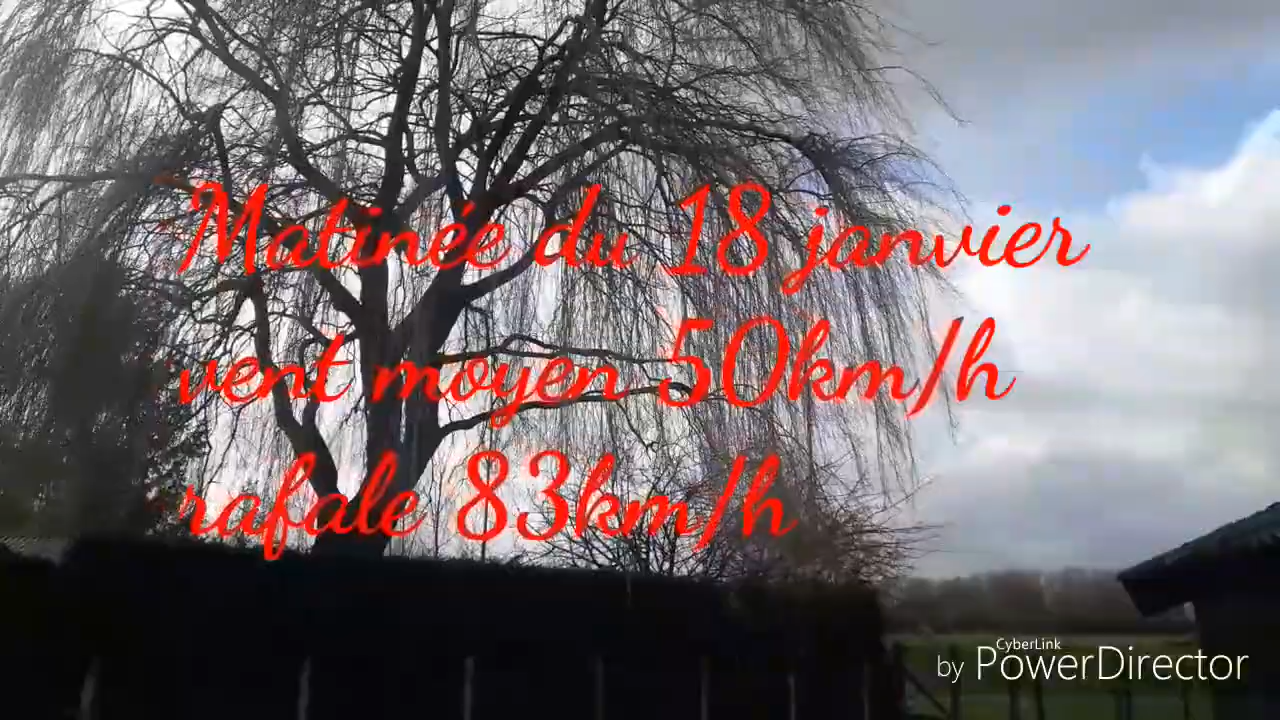 Matinée du 18 janvier
vent moyen 50km/h
rafale 83km/h
CyberLink
by PowerDirector